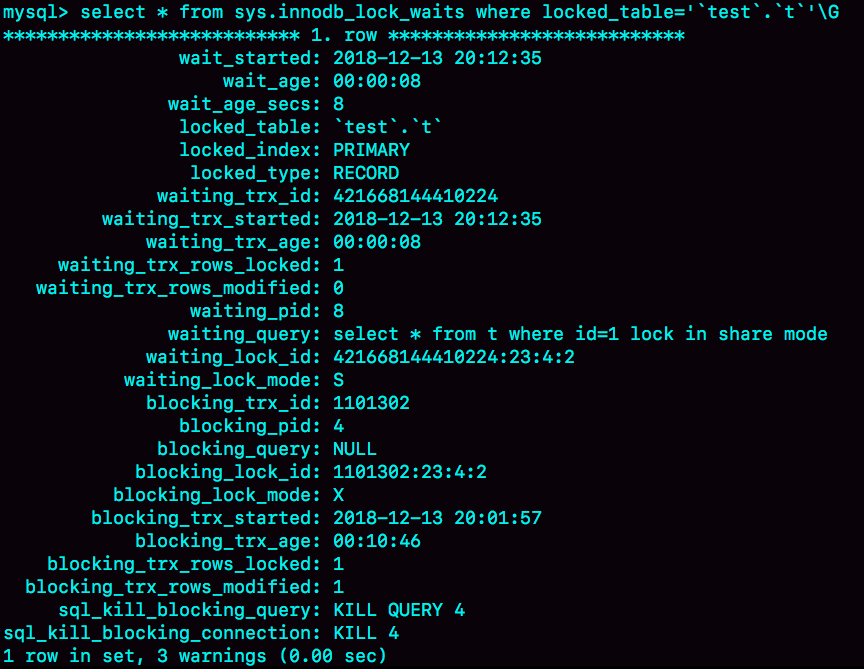 mysql> select * from sys.innodb_lock_waits where locked_table='`test`.`t`'\G
*************************** 1. row ***************************
                wait_started: 2018-12-13 20:12:35
                    wait_age: 00:00:08
               wait_age_secs: 8
                locked_table: `test`.`t`
                locked_index: PRIMARY
                 locked_type: RECORD
              waiting_trx_id: 421668144410224
         waiting_trx_started: 2018-12-13 20:12:35
             waiting_trx_age: 00:00:08
     waiting_trx_rows_locked: 1
   waiting_trx_rows_modified: 0
                 waiting_pid: 8
               waiting_query: select * from t where id=1 lock in share mode
             waiting_lock_id: 421668144410224:23:4:2
           waiting_lock_mode: S
             blocking_trx_id: 1101302
                blocking_pid: 4
              blocking_query: NULL
            blocking_lock_id: 1101302:23:4:2
          blocking_lock_mode: X
        blocking_trx_started: 2018-12-13 20:01:57
            blocking_trx_age: 00:10:46
    blocking_trx_rows_locked: 1
  blocking_trx_rows_modified: 1
     sql_kill_blocking_query: KILL QUERY 4
sql_kill_blocking_connection: KILL 4
1 row in set, 3 warnings (0.00 sec)